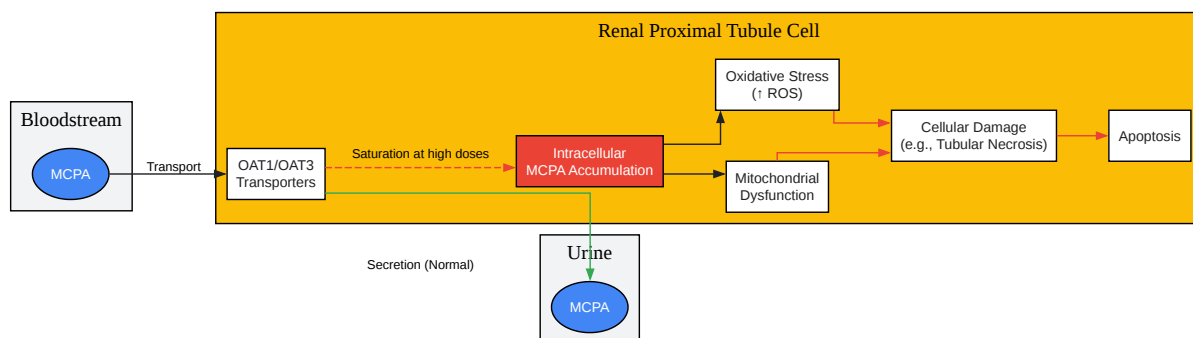 Renal Proximal Tubule Cell
Bloodstream
MCPA
Transport
OAT1/OAT3
Transporters
Saturation at high doses
Intracellular
MCPA Accumulation
Oxidative Stress
(↑ ROS)
Mitochondrial
Dysfunction
Cellular Damage
(e.g., Tubular Necrosis)
Apoptosis
Secretion (Normal)
Urine
MCPA